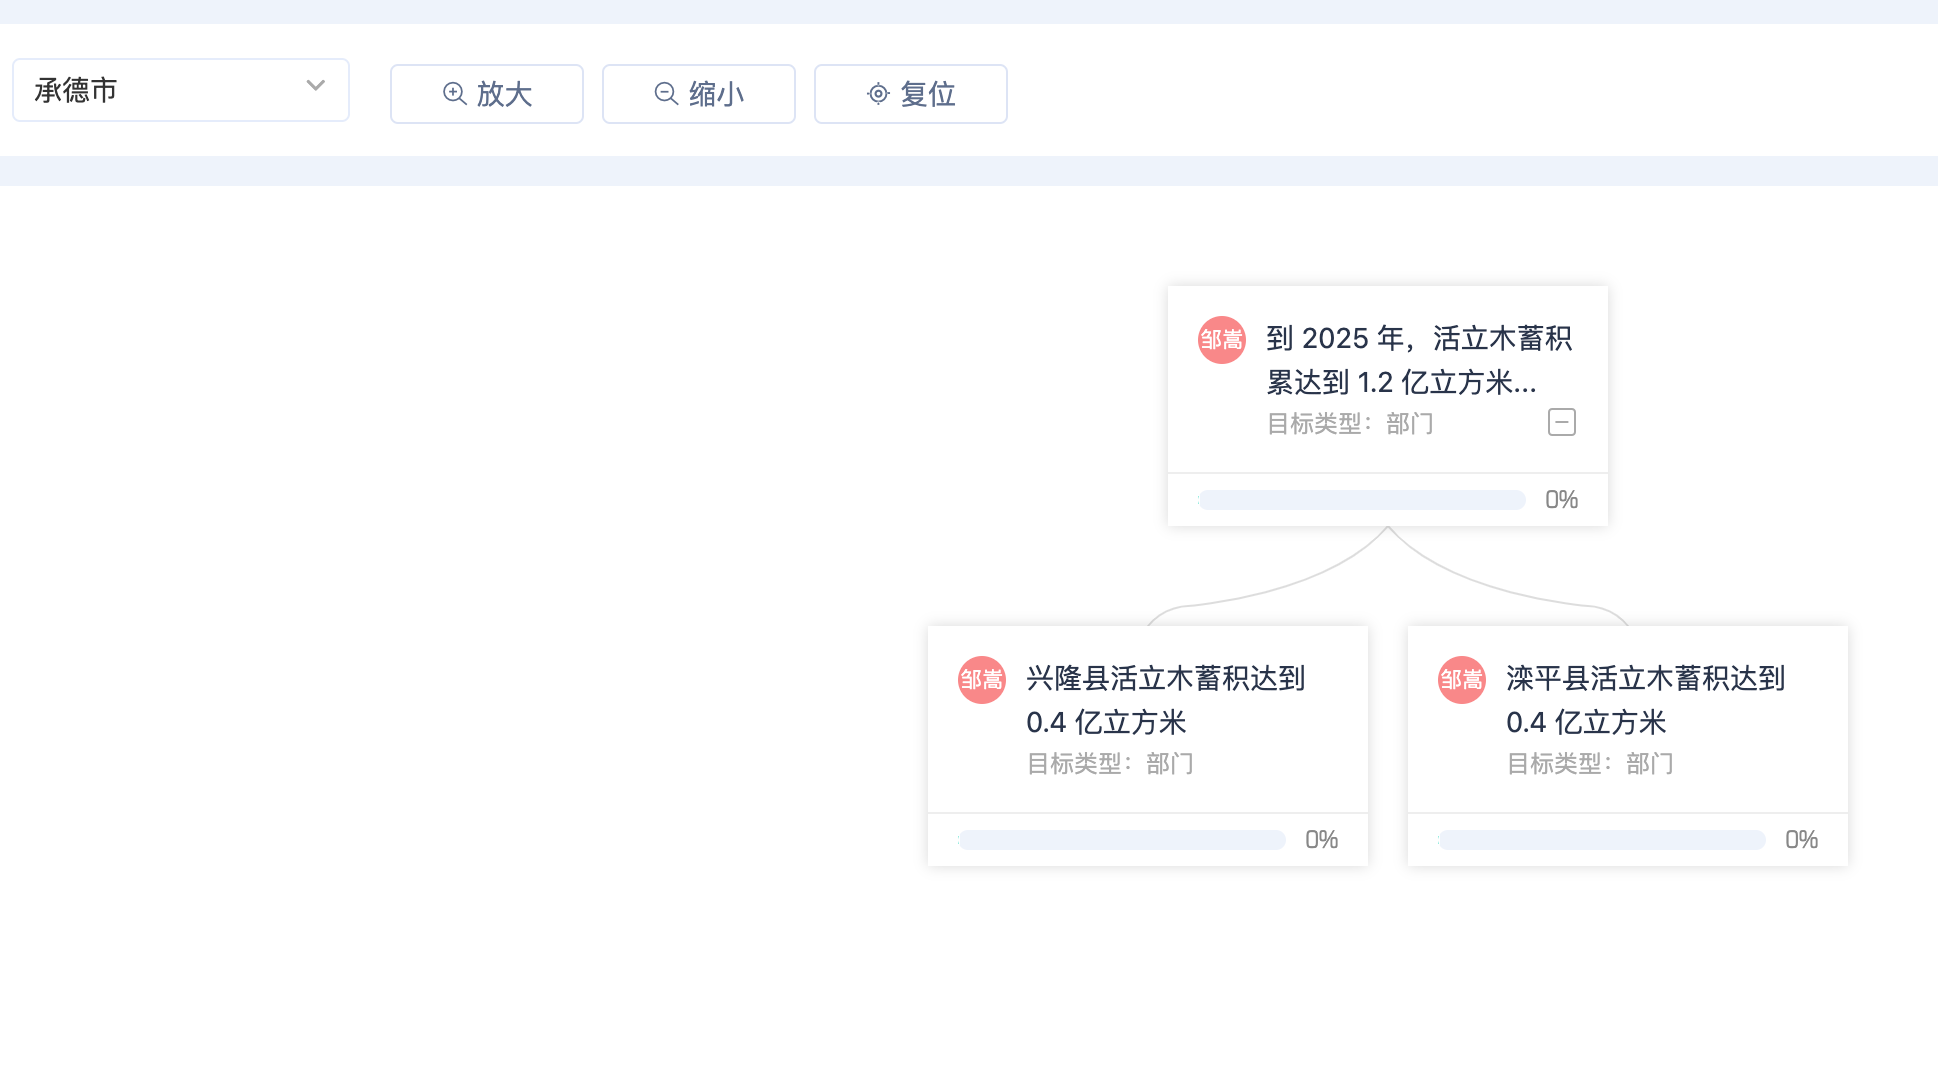 承德市
放大
缩小
复位
邹嵩
到 2025 年，活立木蓄积
累达到 1.2 亿立方米...
目标类型：部门
0%
邹嵩
兴隆县活立木蓄积达到
0.4 亿立方米
目标类型：部门
0%
邹嵩
滦平县活立木蓄积达到
0.4 亿立方米
目标类型：部门
0%